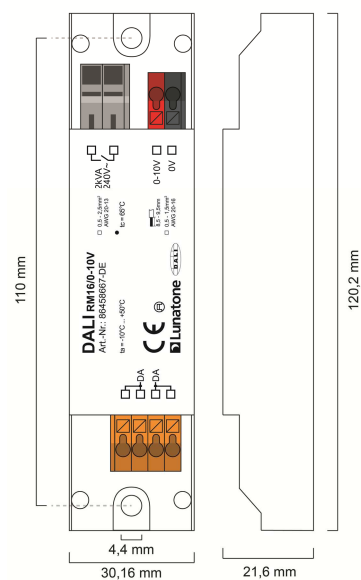 2kVA
240V~
0-10V
0V
□ 0,5 - 2,5mm²
AWG 20-13
● tc = 65°C
8,5 - 9,5mm
□ 0,5 - 1,5mm²
AWG 20-16
DALI RM16/0-10V
Art.-Nr.: 86458667-DE
ta = -10°C ... +50°C
CE
Lunatone
DALI
DA
DA
110 mm
120,2 mm
4,4 mm
30,16 mm
21,6 mm